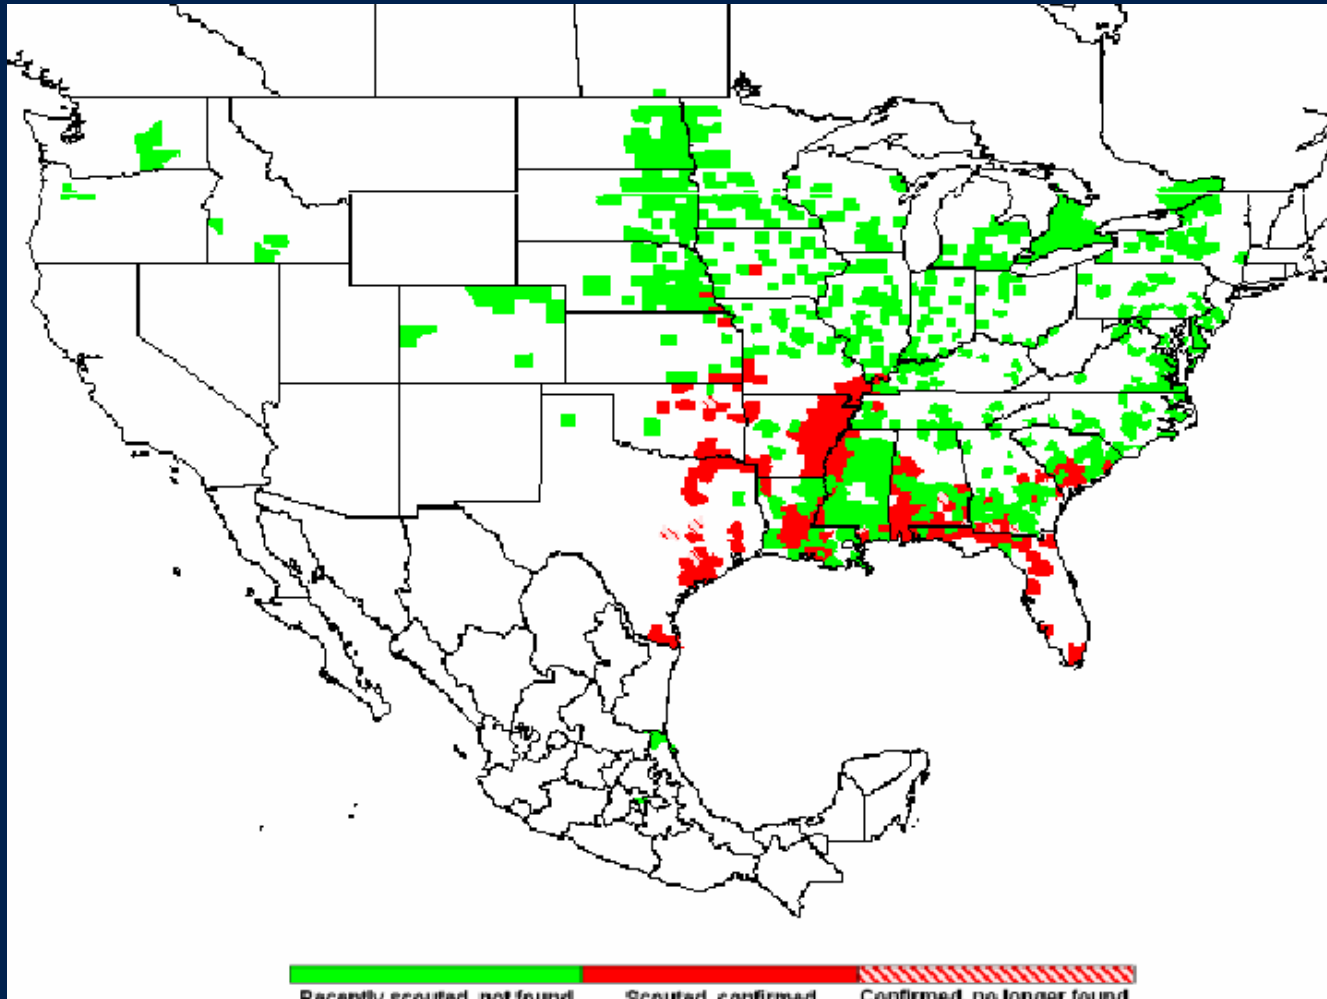 Recently scouted, not found
Scouted, confirmed
Confirmed, no longer found